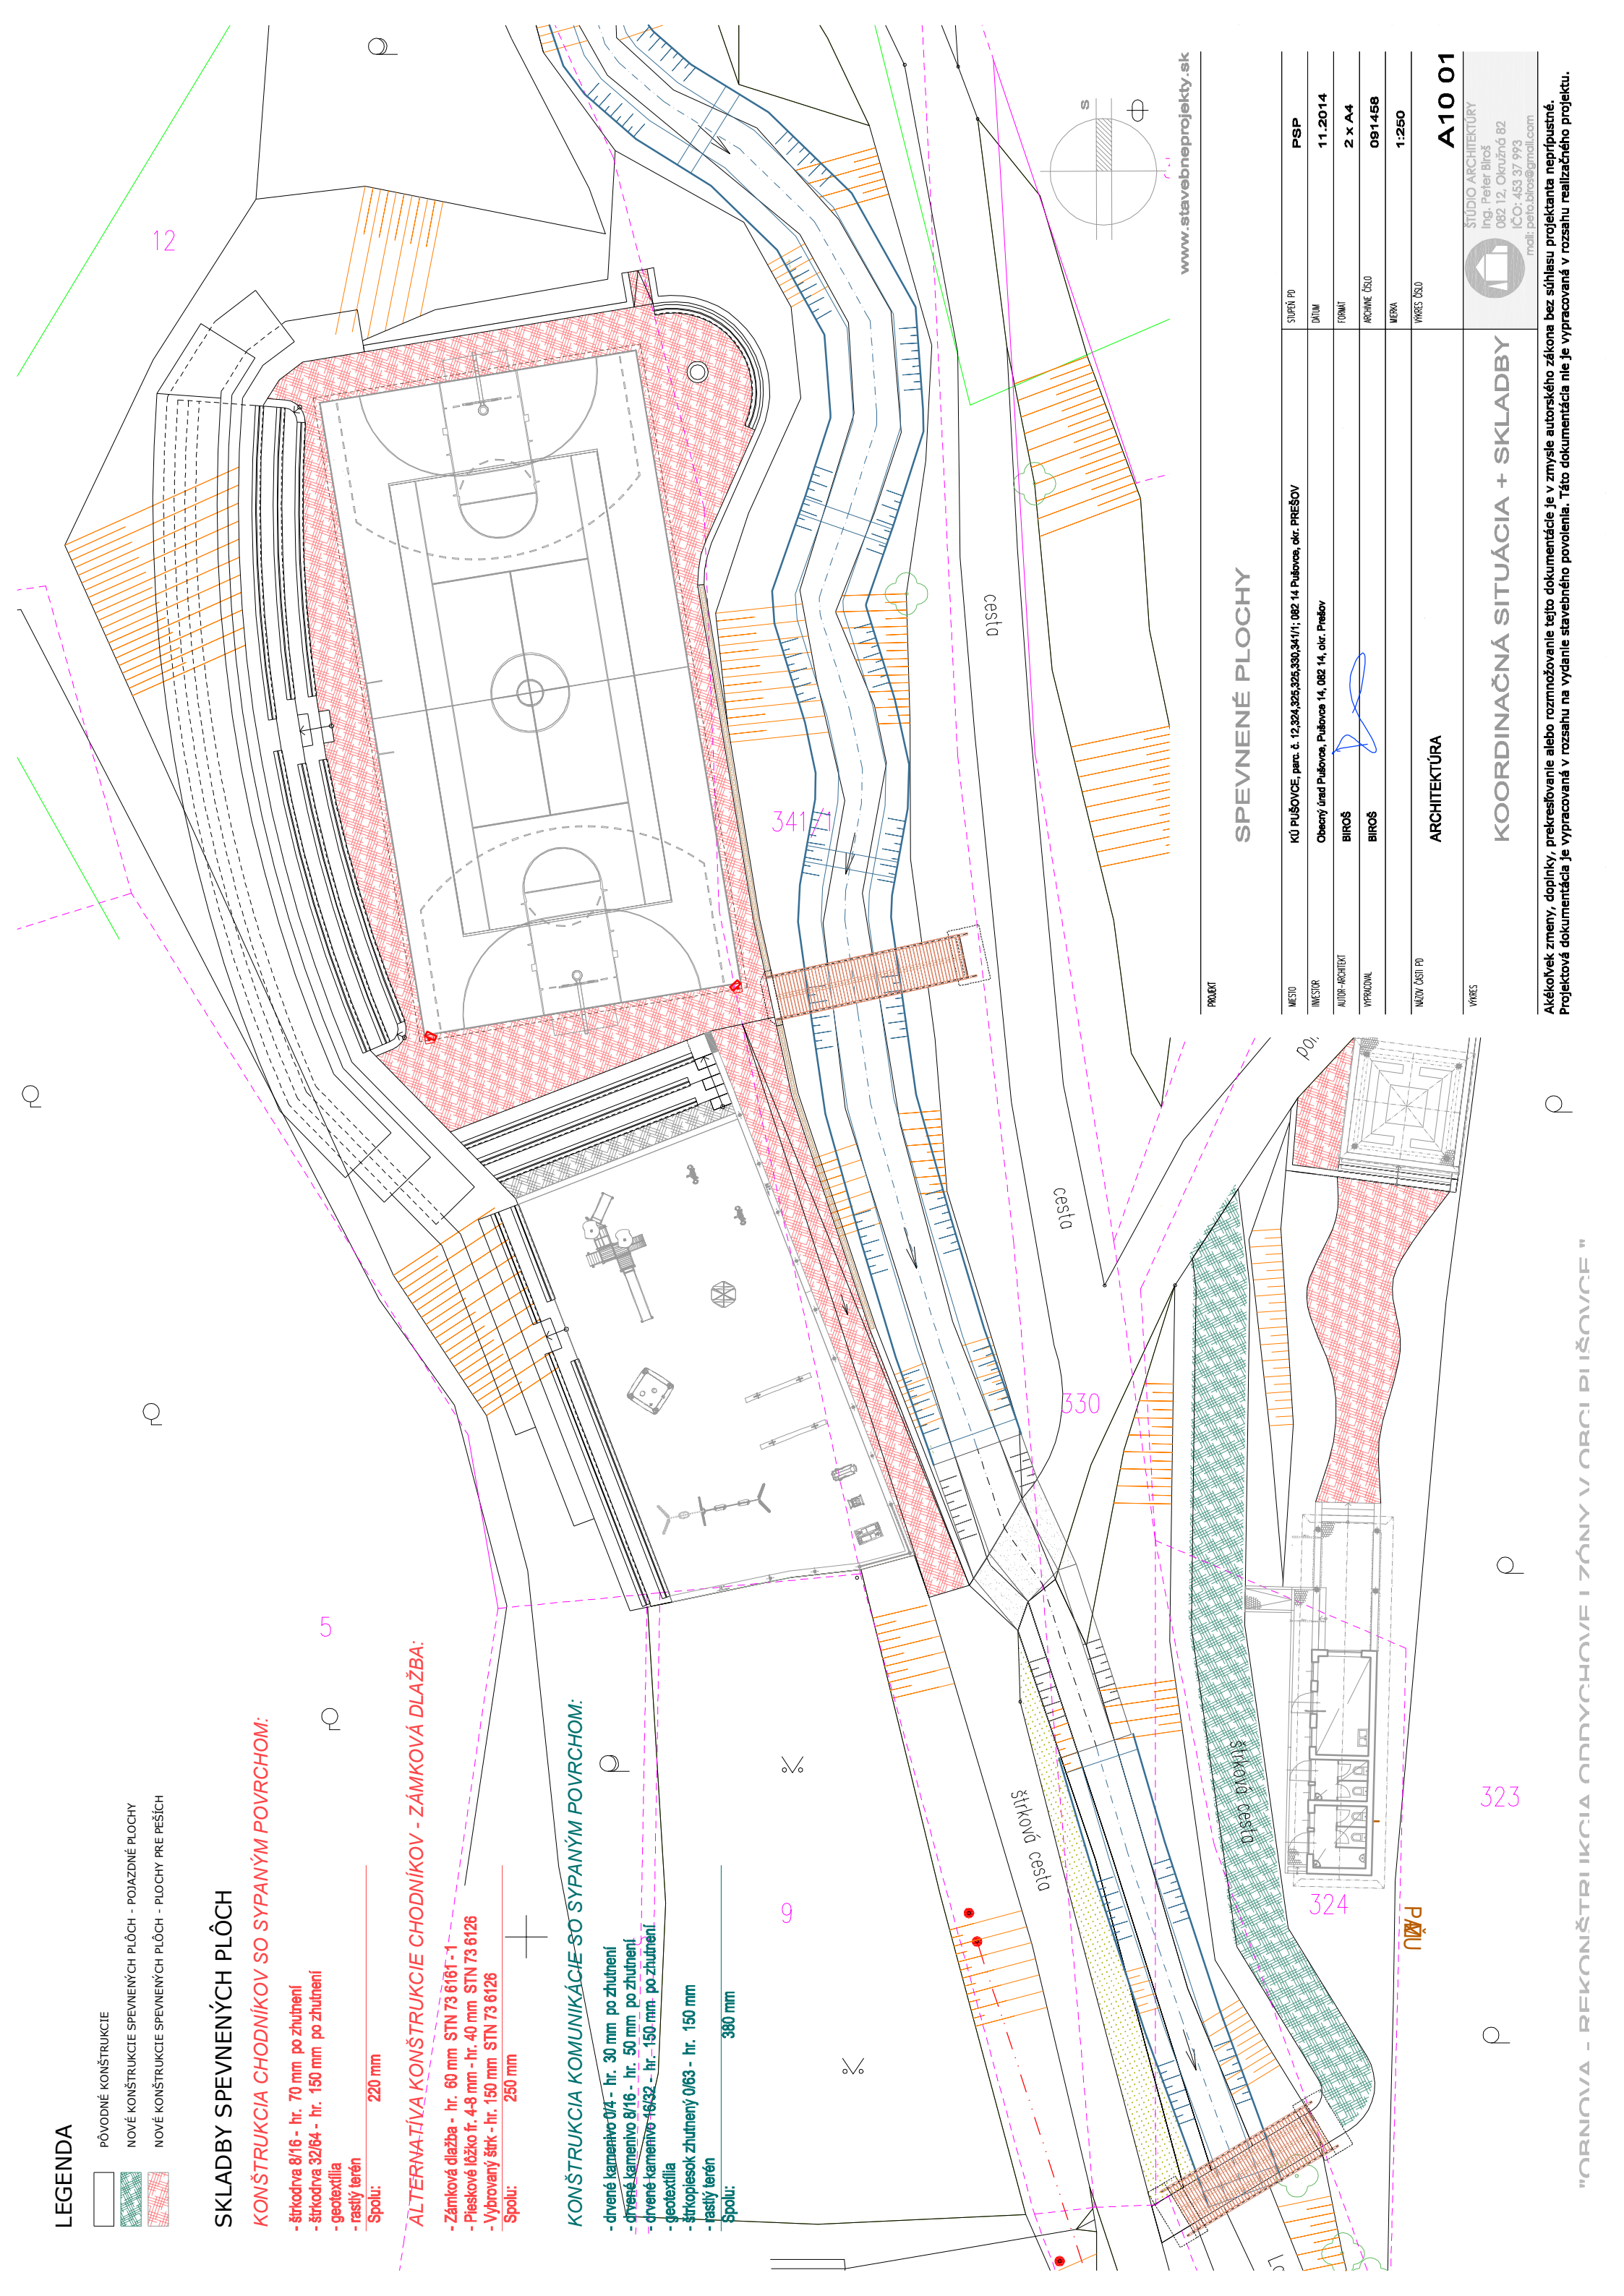 LEGENDA
PÔVODNÉ KONŠTRUKCIE
NOVÉ KONŠTRUKCIE SPEVNENÝCH PLÔCH - POJAZDNÉ PLOCHY
NOVÉ KONŠTRUKCIE SPEVNENÝCH PLÔCH - PLOCHY PRE PEŠÍCH
SKLADBY SPEVNENÝCH PLÔCH
KONŠTRUKCIA CHODNÍKOV SO SYPANÝM POVRCHOM:
- štrkodrva 8/16 - hr. 70 mm po zhutnení
- štrkodrva 32/64 - hr. 150 mm po zhutnení
- geotextília
- rastlý terén
Spolu: 220 mm
ALTERNATÍVA KONŠTRUKCIE CHODNÍKOV - ZÁMKOVÁ DLAŽBA:
- Zámková dlažba - hr. 60 mm STN 73 6161 - 1
- Pieskové lôžko fr. 4-8 mm - hr. 40 mm STN 73 6126
- Vybrovaný štrk - hr. 150 mm STN 73 6126
Spolu: 250 mm
KONŠTRUKCIA KOMUNIKÁCIE SO SYPANÝM POVRCHOM:
- drvené kamenivo 0/4 - hr. 30 mm po zhutnení
- drvené kamenivo 8/16 - hr. 50 mm po zhutnení
- drvené kamenivo 16/32 - hr. 150 mm po zhutnení
- geotextília
- štrkopiesok zhutnený 0/63 - hr. 150 mm
- rastlý terén
Spolu: 380 mm
12
5
9
341/1
330
323
324
cesta
cesta
štrková cesta
štrková cesta
S
www.stavebneprojekty.sk
PROJEKT
SPEVNENÉ PLOCHY
MIESTO KÚ PUŠOVCE, parc. č. 12,324,325,325,330,341/1; 082 14 Pušovce, okr. PREŠOV
INVESTOR Obecný úrad Pušovce, Pušovce 14, 082 14, okr. Prešov
AUTOR-ARCHITEKT BIROŠ
VYPRACOVAL BIROŠ
STUPEŇ PD PSP
DÁTUM 11.2014
FORMÁT 2 x A4
ARCHÍVNE ČÍSLO 091458
MIERKA 1:250
NÁZOV ČASTI PD ARCHITEKTÚRA
VÝKRES ČÍSLO A10 01
VÝKRES
KOORDINAČNÁ SITUÁCIA + SKLADBY
ŠTÚDIO ARCHITEKTÚRY
Ing. Peter Biroš
082 12, Okružná 82
IČO: 453 37 993
mail: peto.biros@gmail.com
Akékoľvek zmeny, doplnky, prekresľovanie alebo rozmnožovanie tejto dokumentácie je v zmysle autorského zákona bez súhlasu projektanta neprípustné.
Projektová dokumentácia je vypracovaná v rozsahu na vydanie stavebného povolenia. Táto dokumentácia nie je vypracovaná v rozsahu realizačného projektu.
"OBNOVA - REKONŠTRUKCIA ODDYCHOVEJ ZÓNY V OBCI PUŠOVCE"